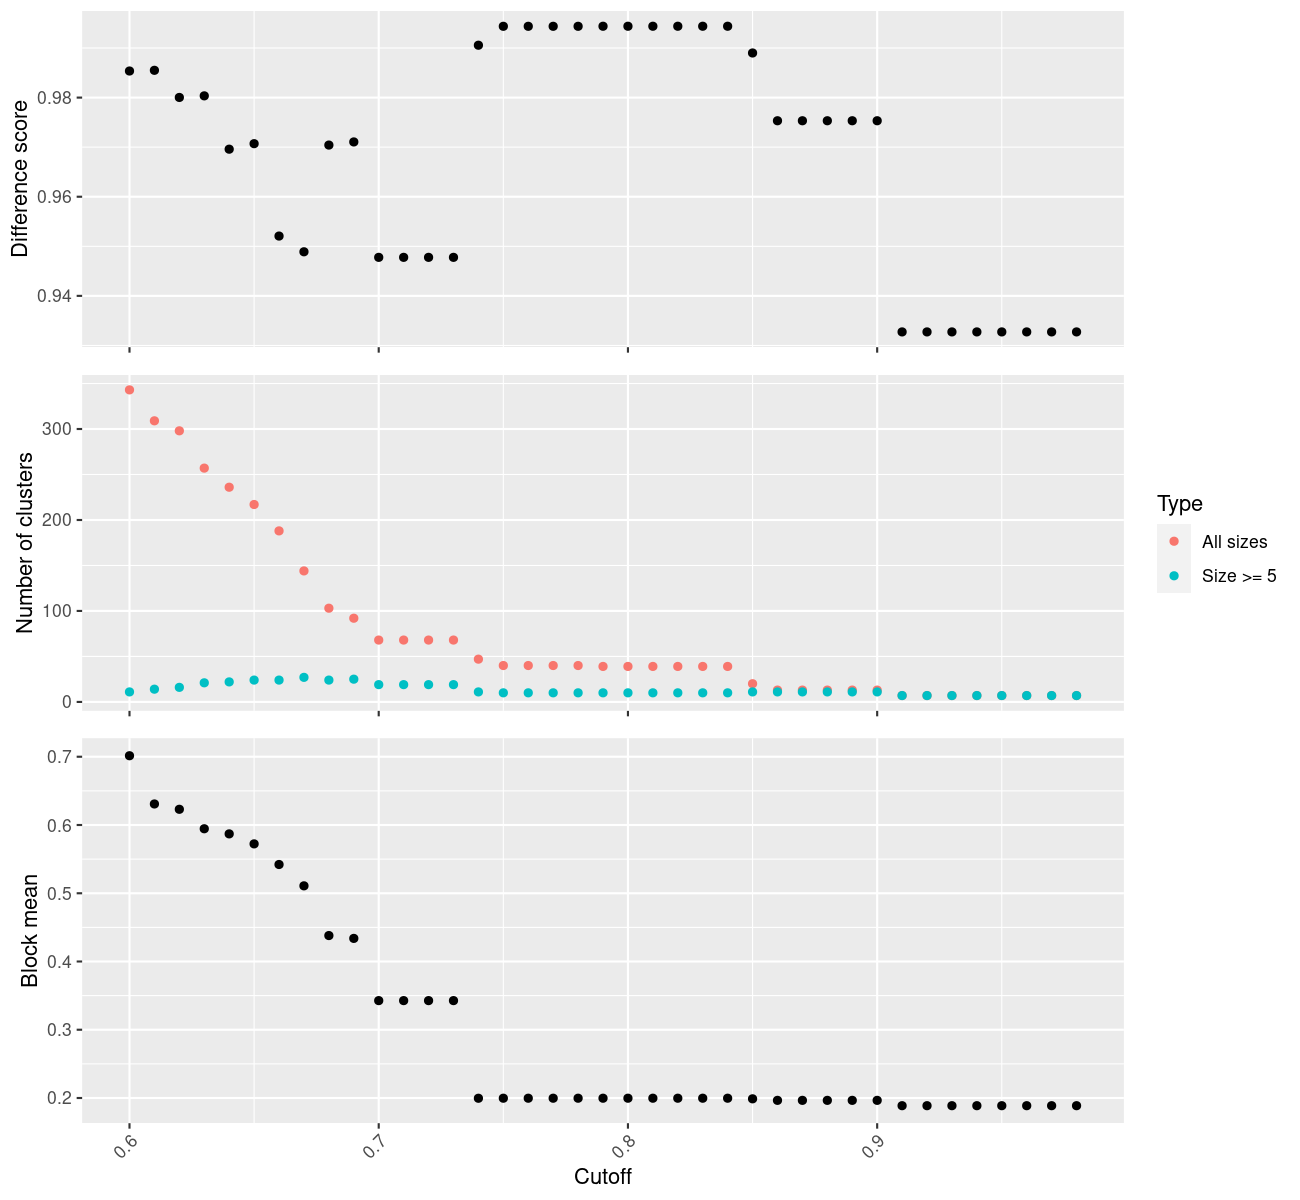 Difference score
0.98
0.96
0.94
Number of clusters
300
200
100
0
Type
All sizes
Size >= 5
Block mean
0.7
0.6
0.5
0.4
0.3
0.2
0.6 0.7 0.8 0.9
Cutoff